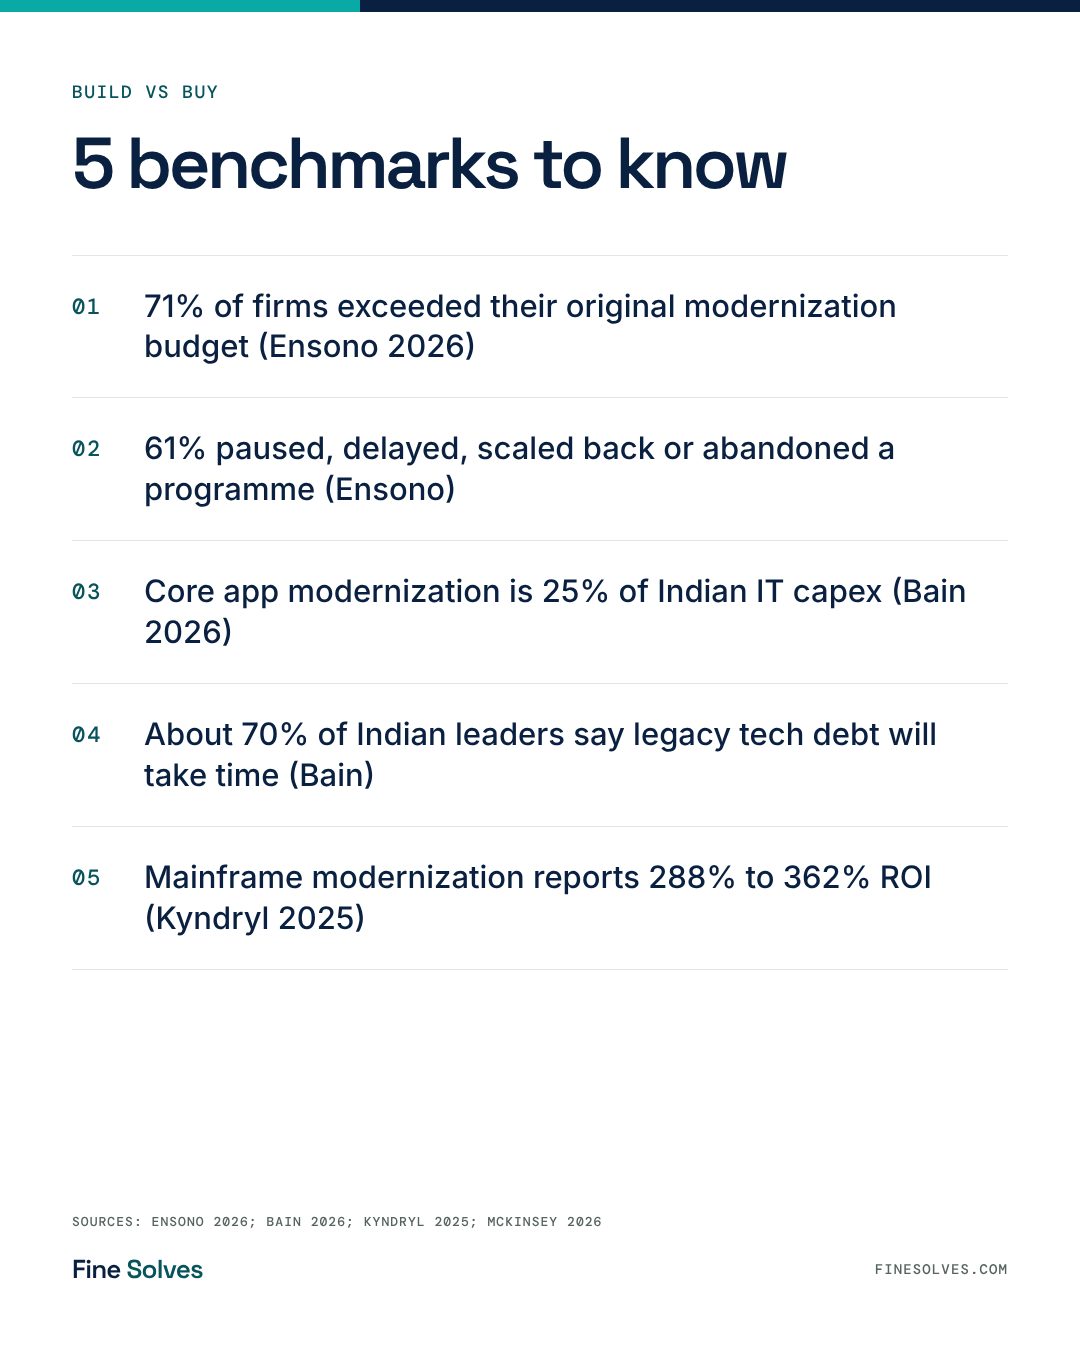 BUILD VS BUY
5 benchmarks to know
01 71% of firms exceeded their original modernization
budget (Ensono 2026)
02 61% paused, delayed, scaled back or abandoned a
programme (Ensono)
03 Core app modernization is 25% of Indian IT capex (Bain
2026)
04 About 70% of Indian leaders say legacy tech debt will
take time (Bain)
05 Mainframe modernization reports 288% to 362% ROI
(Kyndryl 2025)
SOURCES: ENSONO 2026; BAIN 2026; KYNDRYL 2025; MCKINSEY 2026
Fine Solves FINESOLVES.COM